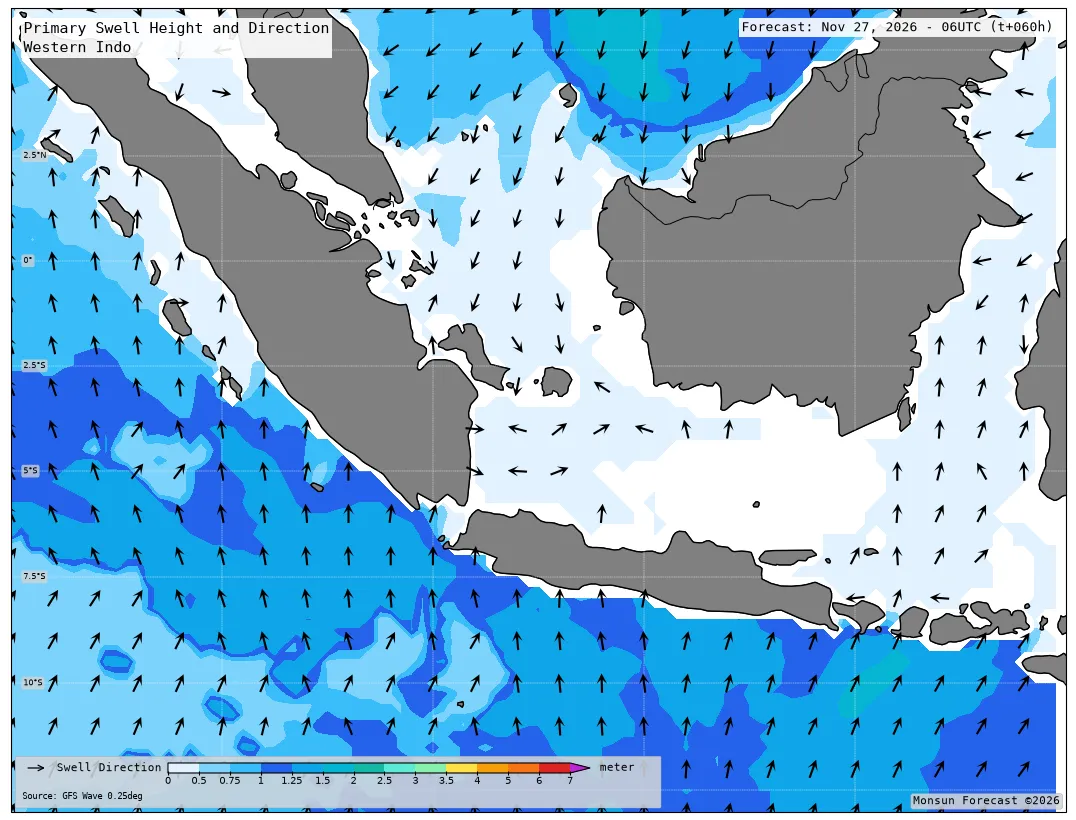 Primary Swell Height and Direction
Western Indo
Forecast: Nov 27, 2026 - 06UTC (t+060h)
2.5°N
0°
2.5°S
5°S
7.5°S
10°S
Swell Direction
meter
0 0.5 0.75 1 1.25 1.5 2 2.5 3 3.5 4 5 6 7
Source: GFS Wave 0.25deg
Monsun Forecast ©2026